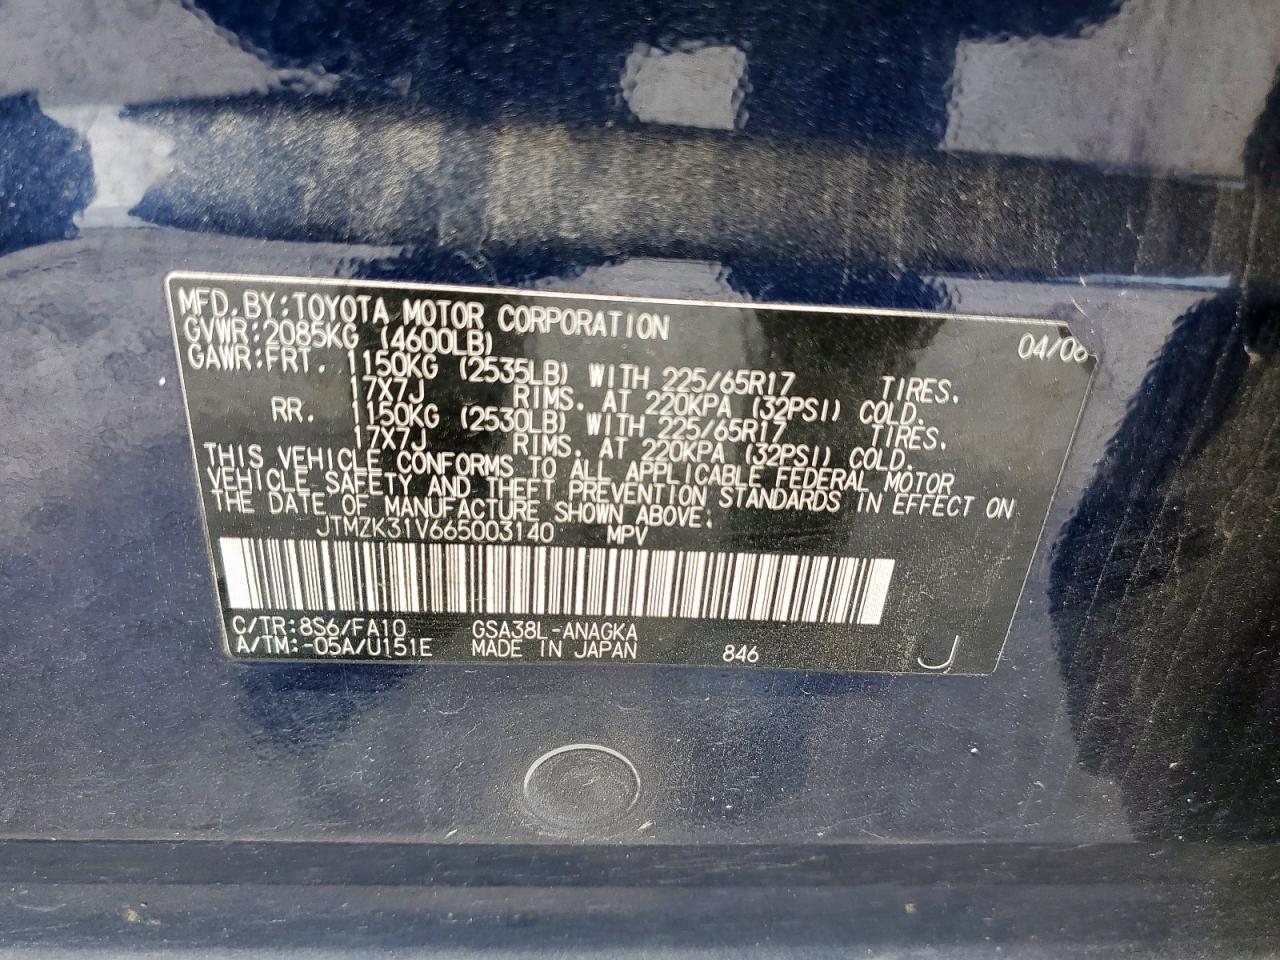 MFD.BY:TOYOTA MOTOR CORPORATION 04/06
GVWR:2085KG (4600LB)
GAWR:FRT. 1150KG (2535LB) WITH 225/65R17 TIRES.
17X7J RIMS. AT 220KPA (32PSI) COLD.
RR. 1150KG (2530LB) WITH 225/65R17 TIRES.
17X7J RIMS. AT 220KPA (32PSI) COLD.
THIS VEHICLE CONFORMS TO ALL APPLICABLE FEDERAL MOTOR
VEHICLE SAFETY AND THEFT PREVENTION STANDARDS IN EFFECT ON
THE DATE OF MANUFACTURE SHOWN ABOVE.
JTMZK31V665003140 MPV
C/TR:8S6/FA10 GSA38L-ANAGKA
A/TM:-05A/U151E MADE IN JAPAN 846 J